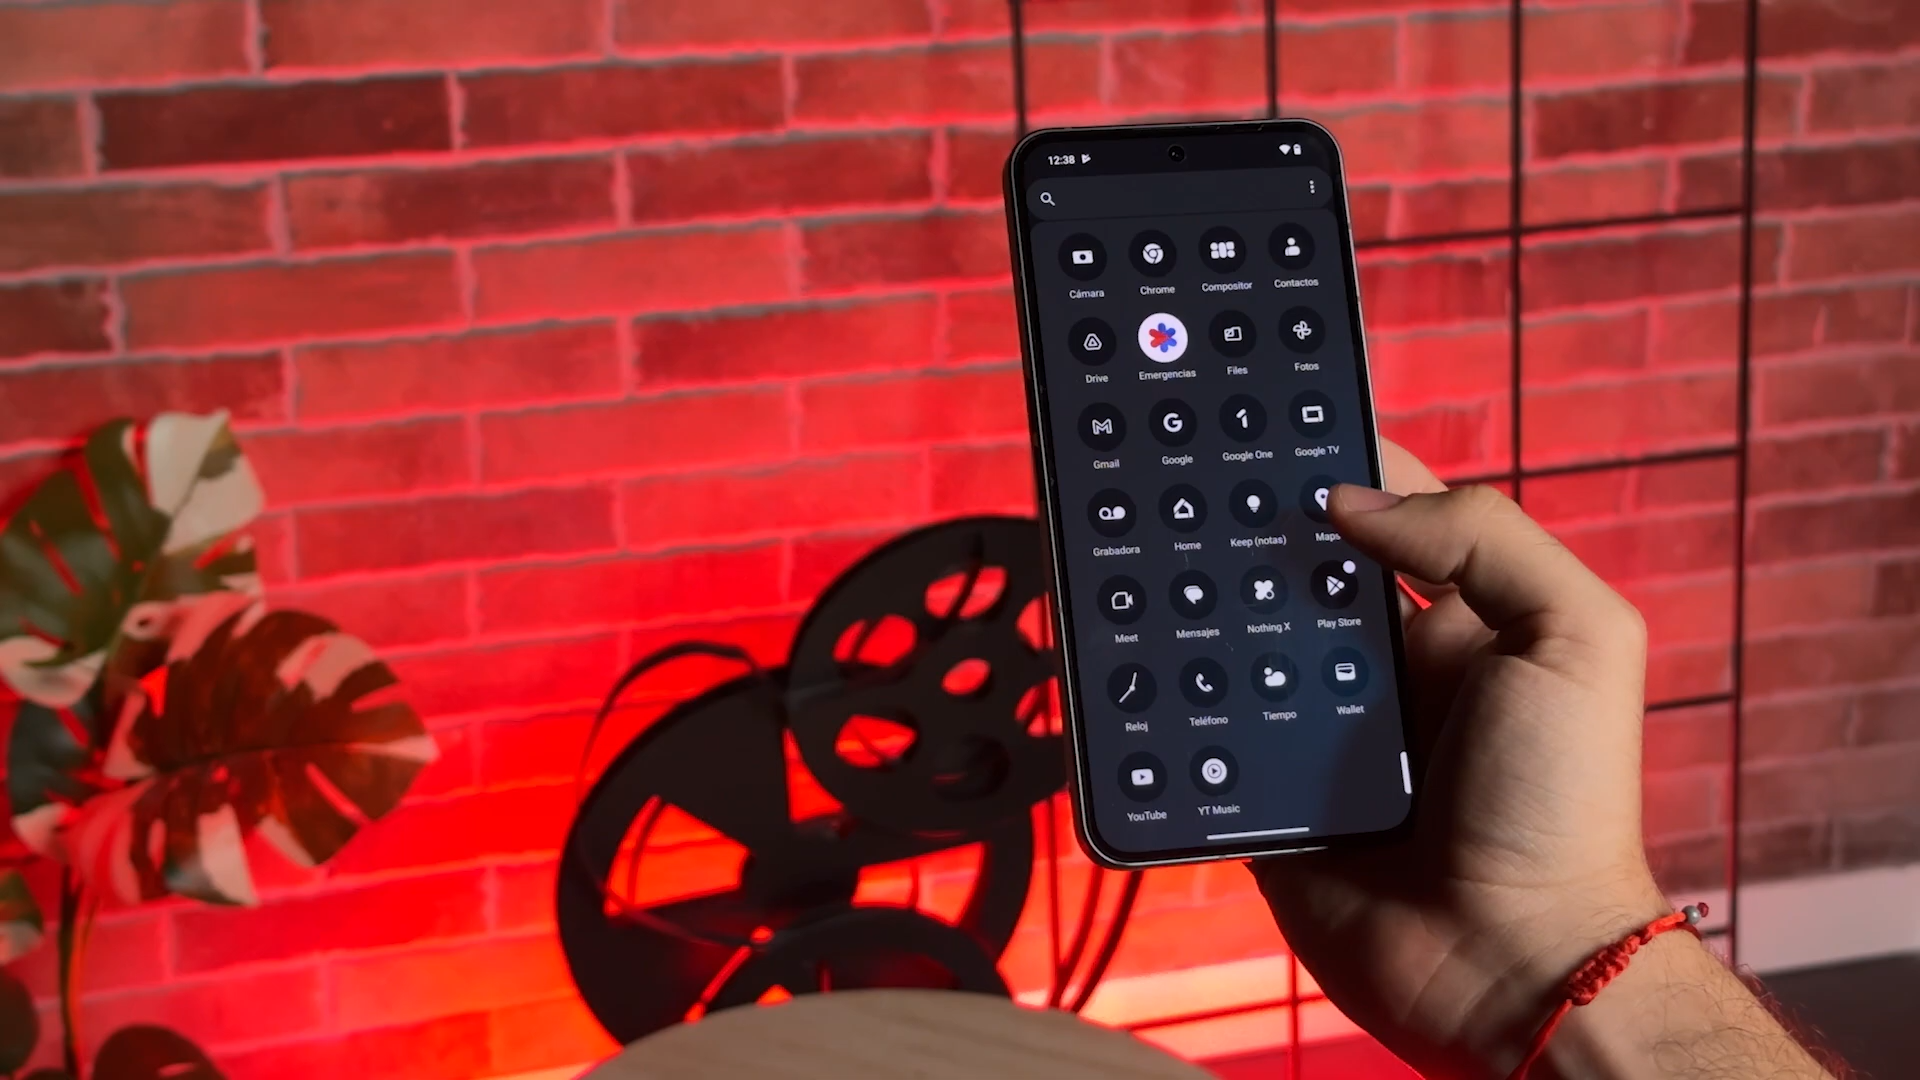 12:38
Cámara Chrome Compositor Contactos
Drive Emergencias Files Fotos
Gmail Google Google One Google TV
Grabadora Home Keep (notas) Maps
Meet Mensajes Nothing X Play Store
Reloj Teléfono Tiempo Wallet
YouTube YT Music